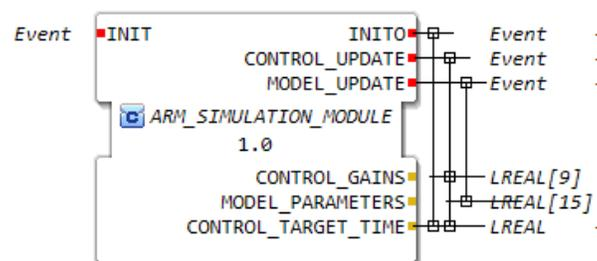 Event INIT INITO Event
CONTROL_UPDATE Event
MODEL_UPDATE Event
C ARM_SIMULATION_MODULE
1.0
CONTROL_GAINS LREAL[9]
MODEL_PARAMETERS LREAL[15]
CONTROL_TARGET_TIME LREAL